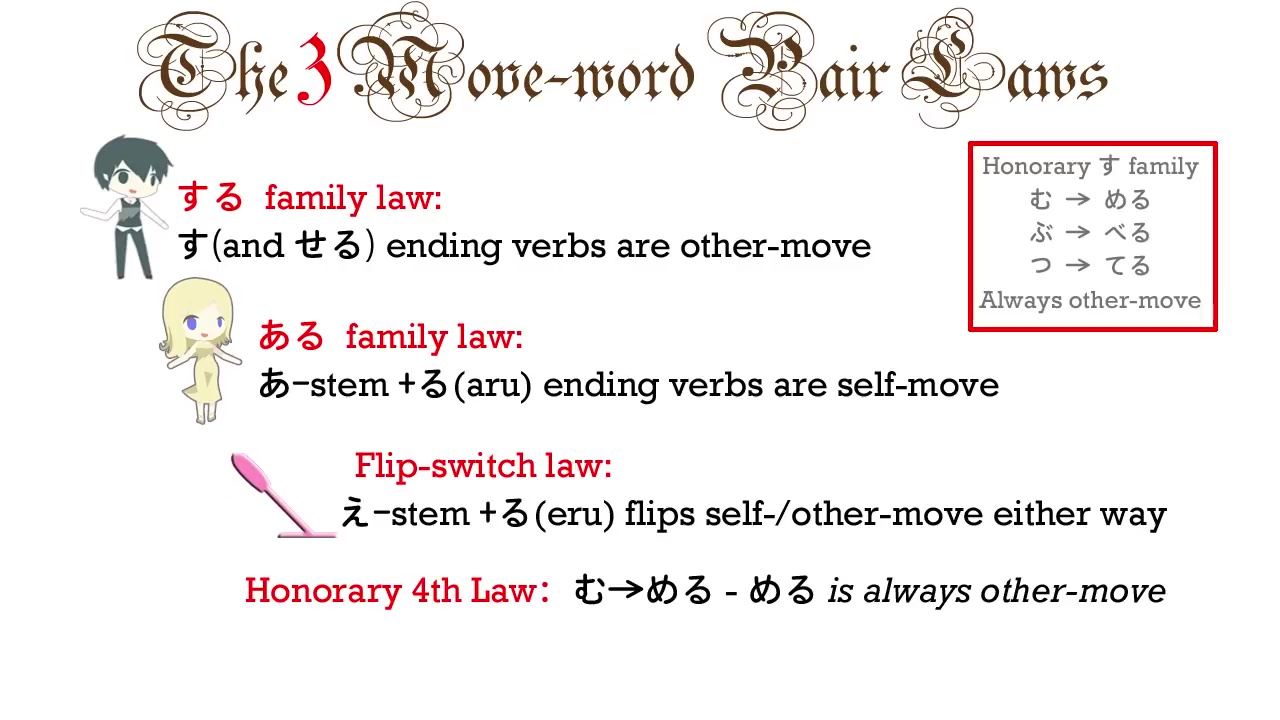 The 3 Move-word Pair Laws
する family law:
す(and せる) ending verbs are other-move
Honorary す family
む → める
ぶ → べる
つ → てる
Always other-move
ある family law:
あ-stem +る(aru) ending verbs are self-move
Flip-switch law:
え-stem +る(eru) flips self-/other-move either way
Honorary 4th Law: む→める - める is always other-move